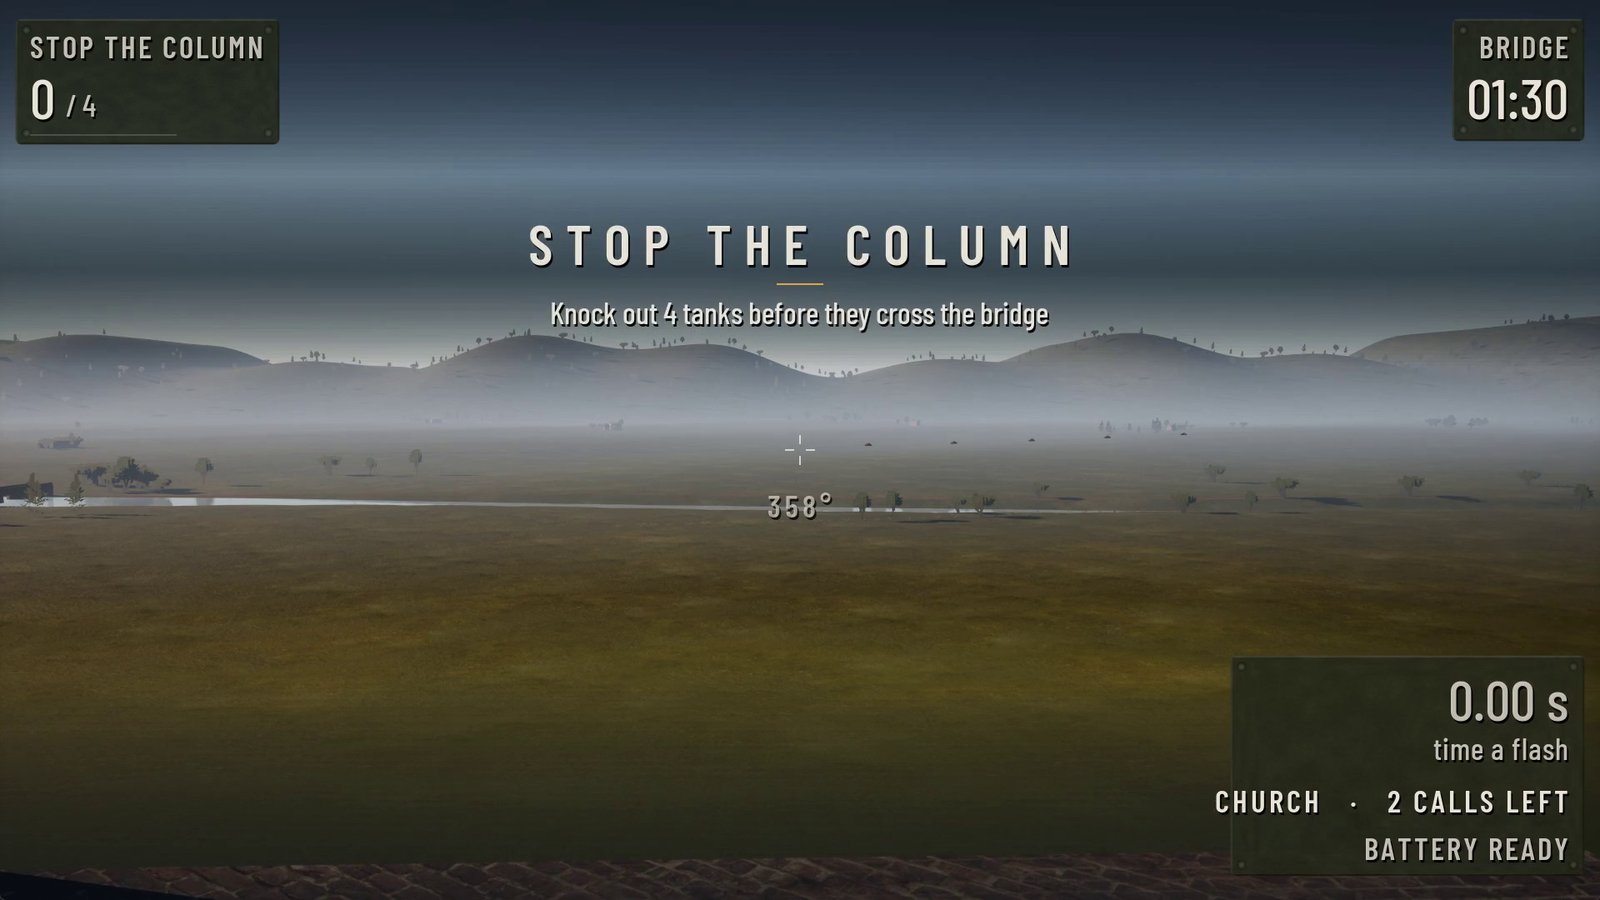 STOP THE COLUMN
0 / 4
BRIDGE
01:30
STOP THE COLUMN
Knock out 4 tanks before they cross the bridge
358°
0.00 s
time a flash
CHURCH · 2 CALLS LEFT
BATTERY READY